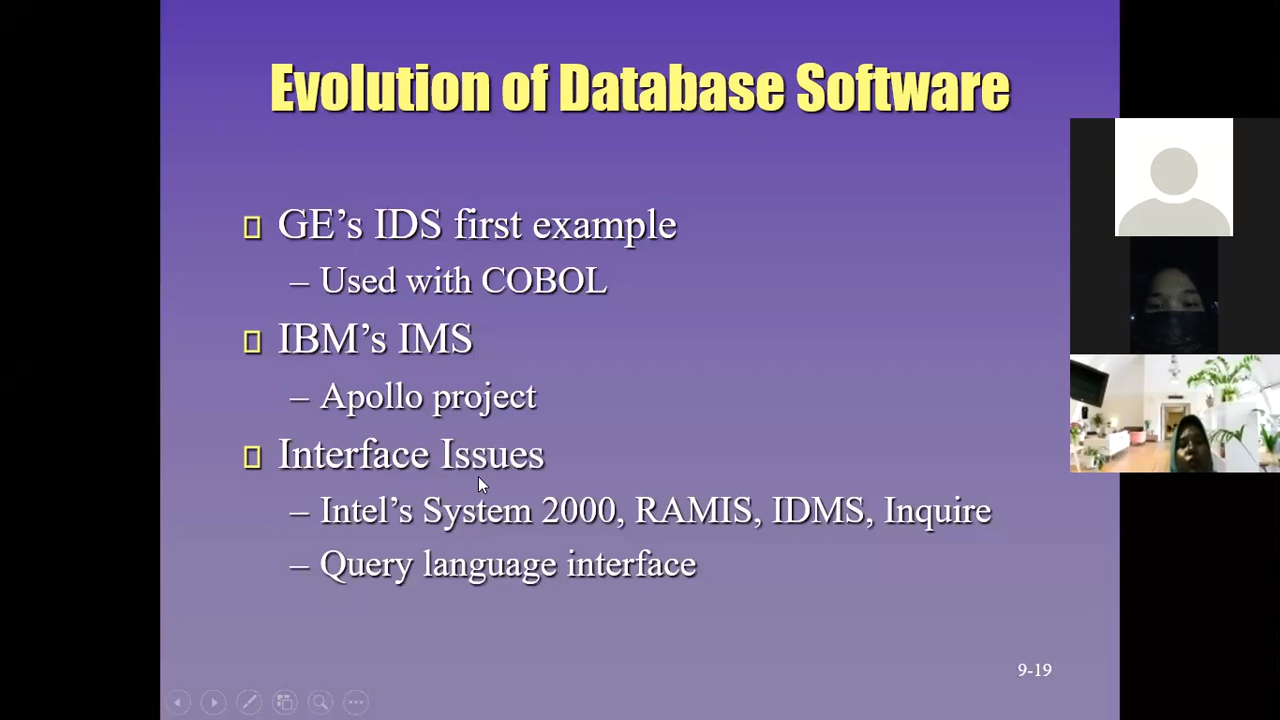 Evolution of Database Software
GE’s IDS first example
– Used with COBOL
IBM’s IMS
– Apollo project
Interface Issues
– Intel’s System 2000, RAMIS, IDMS, Inquire
– Query language interface
9-19